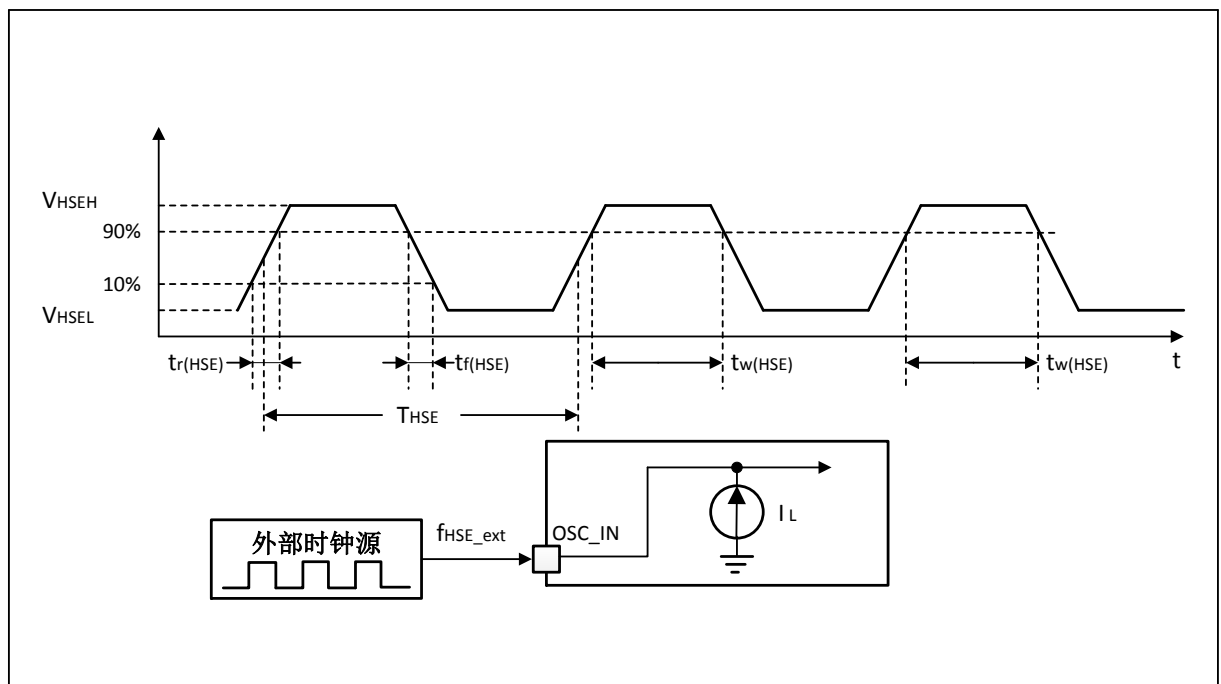 VHSEH
90%
10%
VHSEL
tr(HSE)
tf(HSE)
tw(HSE)
tw(HSE)
t
THSE
外部时钟源
fHSE_ext
OSC_IN
IL